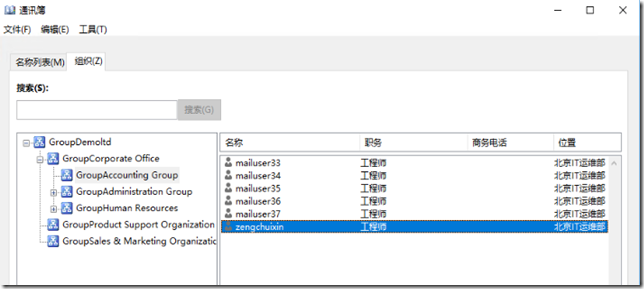 通讯簿
文件(F) 编辑(E) 工具(T)
名称列表(M) 组织(Z)
搜索(S):
搜索(G)
GroupDemoltd
GroupCorporate Office
GroupAccounting Group
GroupAdministration Group
GroupHuman Resources
GroupProduct Support Organization
GroupSales & Marketing Organizatic
名称 职务 商务电话 位置
mailuser33 工程师 北京IT运维部
mailuser34 工程师 北京IT运维部
mailuser35 工程师 北京IT运维部
mailuser36 工程师 北京IT运维部
mailuser37 工程师 北京IT运维部
zengchuixin 工程师 北京IT运维部